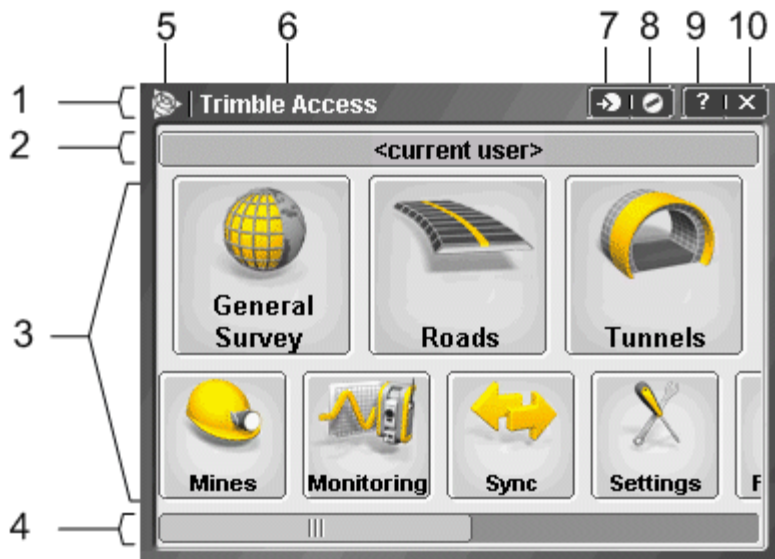 5 6 7 8 9 10
1 Trimble Access ? X
2 <current user>
3
General Survey
Roads
Tunnels
Mines
Monitoring
Sync
Settings
F
4